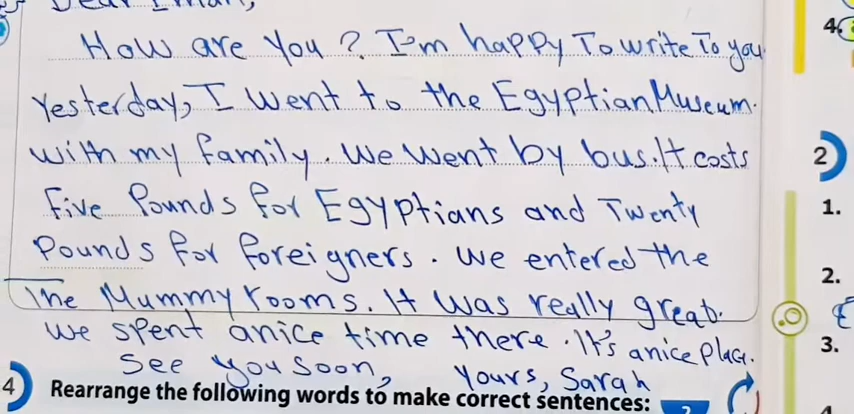 Dear Iman,
How are you? I'm happy To write To you.
Yesterday, I went to the Egyptian Museum.
with my family. We went by bus. It costs
Five Pounds for Egyptians and Twenty
Pounds for foreigners. We entered the
The Mummy rooms. It was really great.
We spent a nice time there. It's a nice place.
See you soon,
Yours, Sarah
4 Rearrange the following words to make correct sentences:
4.
2
1.
2.
3.